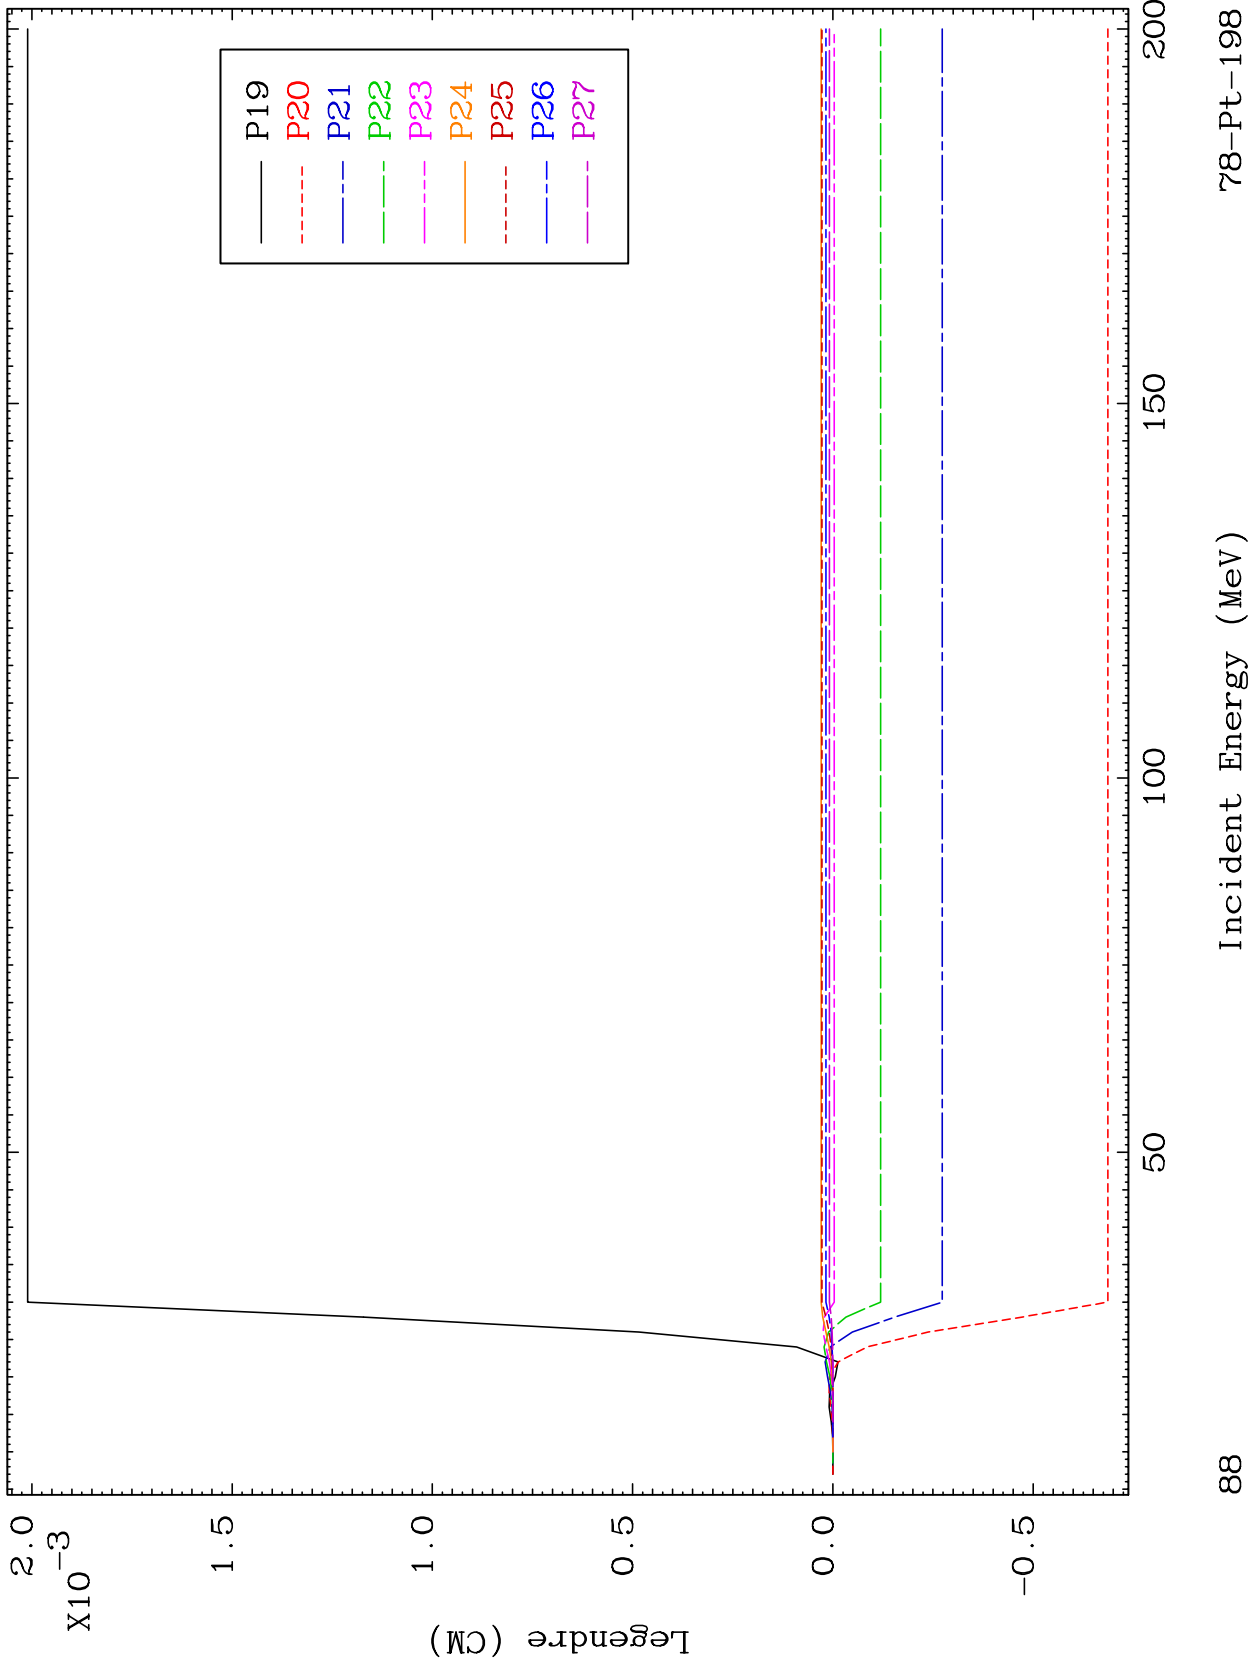 2.0
X10-3
1.5
1.0
0.5
0.0
-0.5
Legendre (CM)
P19
P20
P21
P22
P23
P24
P25
P26
P27
50
100
150
200
88
Incident Energy (MeV)
78-Pt-198